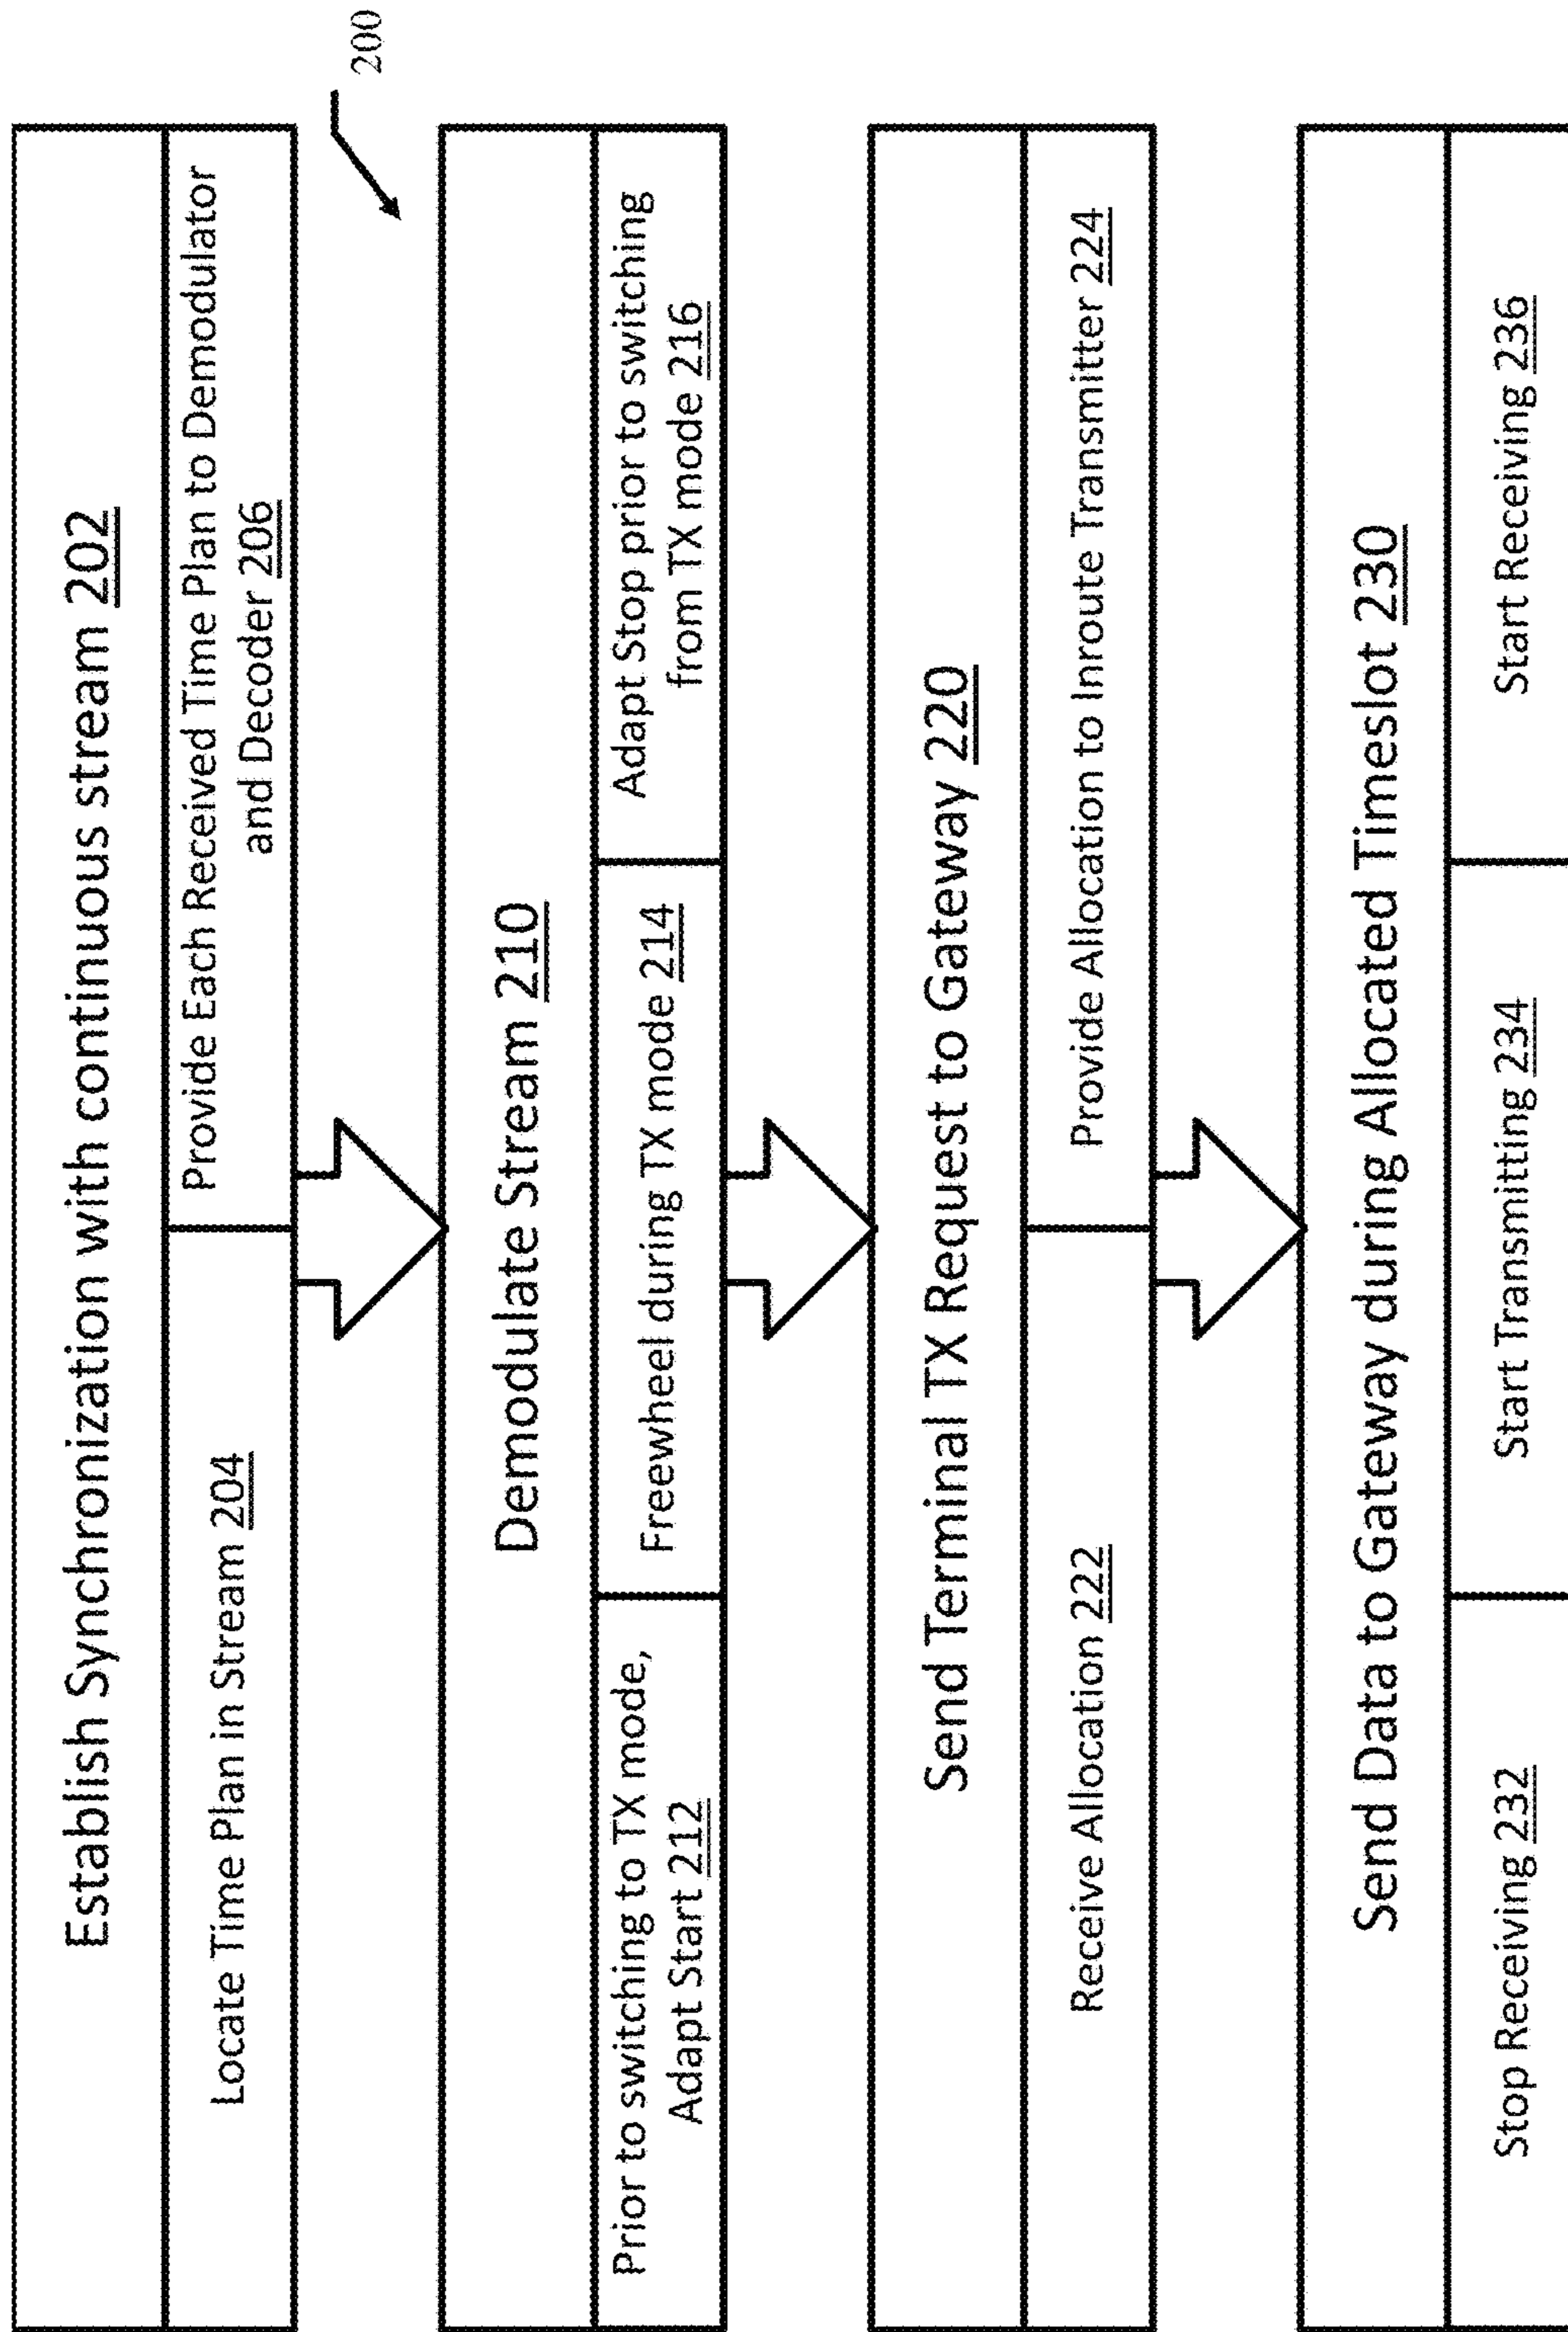 Establish Synchronization with continuous stream 202
Locate Time Plan in Stream 204
Provide Each Received Time Plan to Demodulator
and Decoder 206
200
Demodulate Stream 210
Prior to switching to TX mode,
Adapt Start 212
Freewheel during TX mode 214
Adapt Stop prior to switching
from TX mode 216
Send Terminal TX Request to Gateway 220
Receive Allocation 222
Provide Allocation to Inroute Transmitter 224
Send Data to Gateway during Allocated Timeslot 230
Stop Receiving 232
Start Transmitting 234
Start Receiving 236